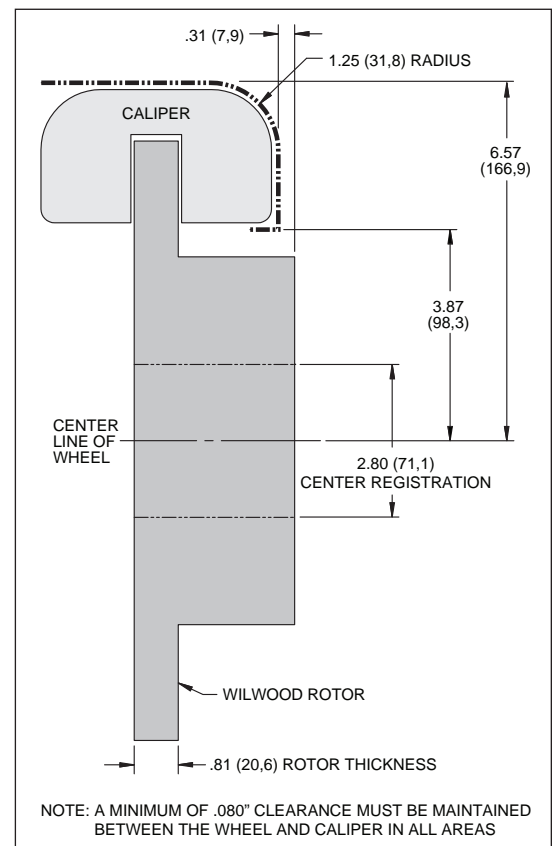 .31 (7,9)
1.25 (31,8) RADIUS
CALIPER
6.57
(166,9)
3.87
(98,3)
CENTER
LINE OF
WHEEL
2.80 (71,1)
CENTER REGISTRATION
WILWOOD ROTOR
.81 (20,6) ROTOR THICKNESS
NOTE: A MINIMUM OF .080" CLEARANCE MUST BE MAINTAINED
BETWEEN THE WHEEL AND CALIPER IN ALL AREAS